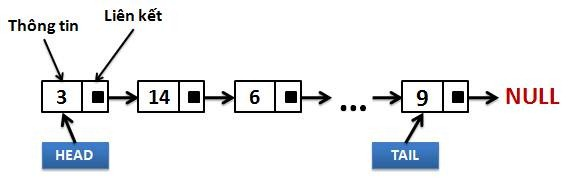 Thông tin
Liên kết
3 14 6 ... 9 NULL
HEAD TAIL